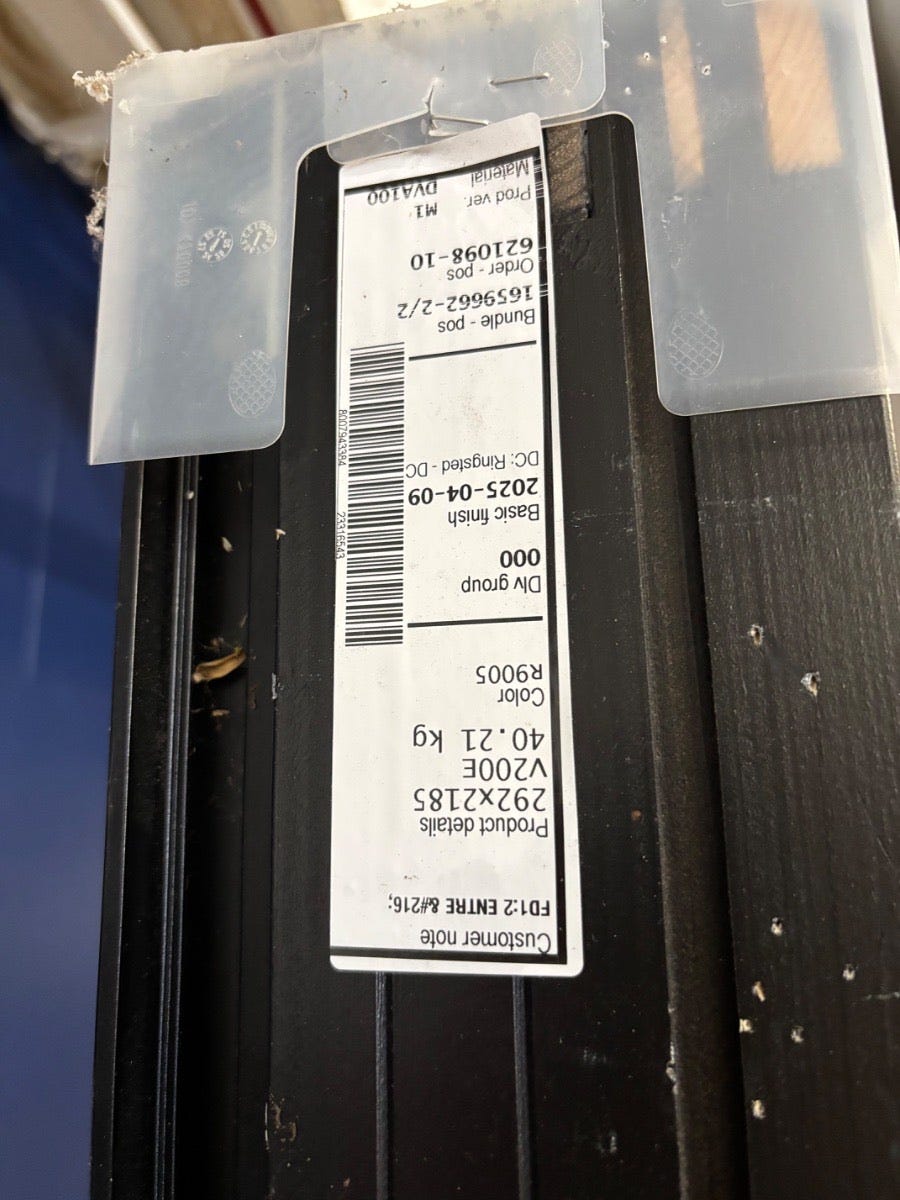 Customer note
FD1:2 ENTRE &#216;
Product details
292x2185
V200E
40.21 kg
Color
R9005
Dlv group
000
Basic finish
2025-04-09
DC: Ringsted - DC
Bundle - pos
1659662-2/2
Order - pos
621098-10
Prod ver. M1
Material DVA100
8007943384 23316543